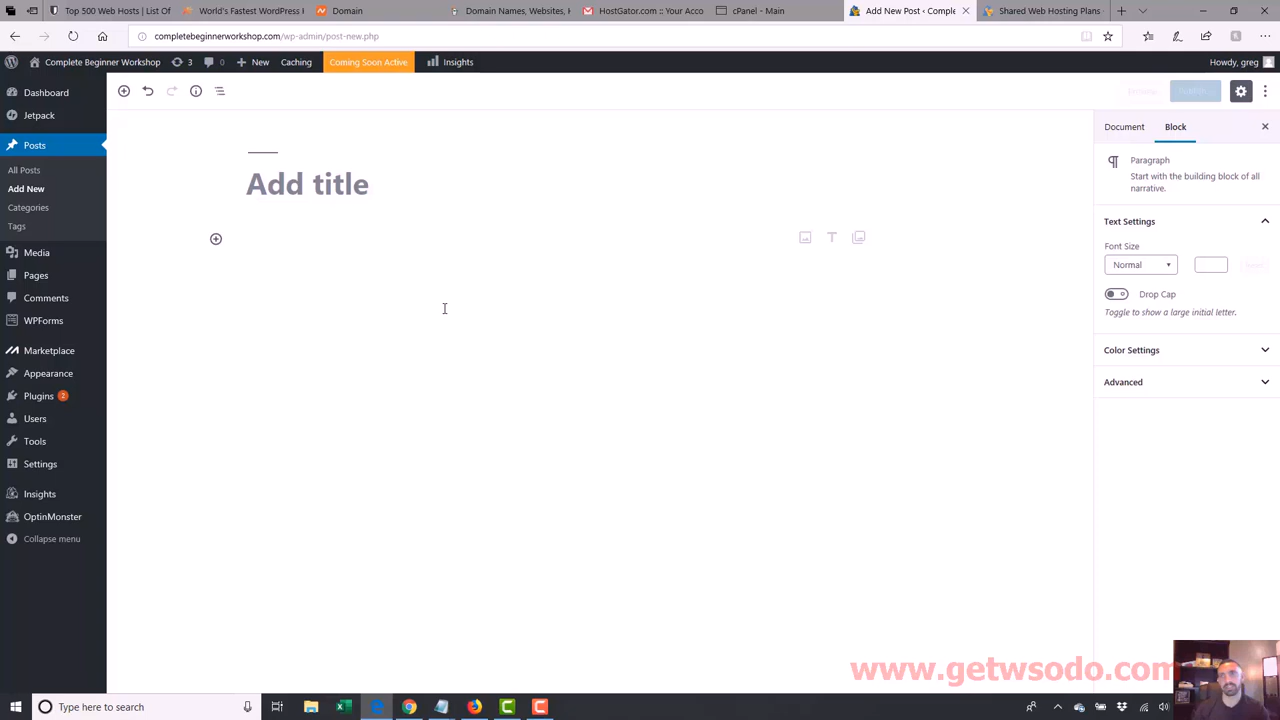 Top 500 Web Hosts | List Of
World's Fastest WordPress H
Domain
Domain Names, Websites, H
HostGator.com :: Your Acco
cPanel - Main
Add New Post ‹ Comple
Shared Web Hosting Plans
completebeginnerworkshop.com/wp-admin/post-new.php
Complete Beginner Workshop
3
0
New
Caching
Coming Soon Active
Insights
Howdy, greg
Dashboard
Jetpack
Posts
All Posts
Add New
Categories
Tags
Media
Pages
Comments
WPForms
Marketplace
Appearance
Plugins 2
Users
Tools
Settings
Insights
OptinMonster
Collapse menu
Add title
Preview
Publish...
Document
Block
Paragraph
Start with the building block of all
narrative.
Text Settings
Font Size
Normal
Reset
Drop Cap
Toggle to show a large initial letter.
Color Settings
Advanced
www.getwsodo.com
Type here to search